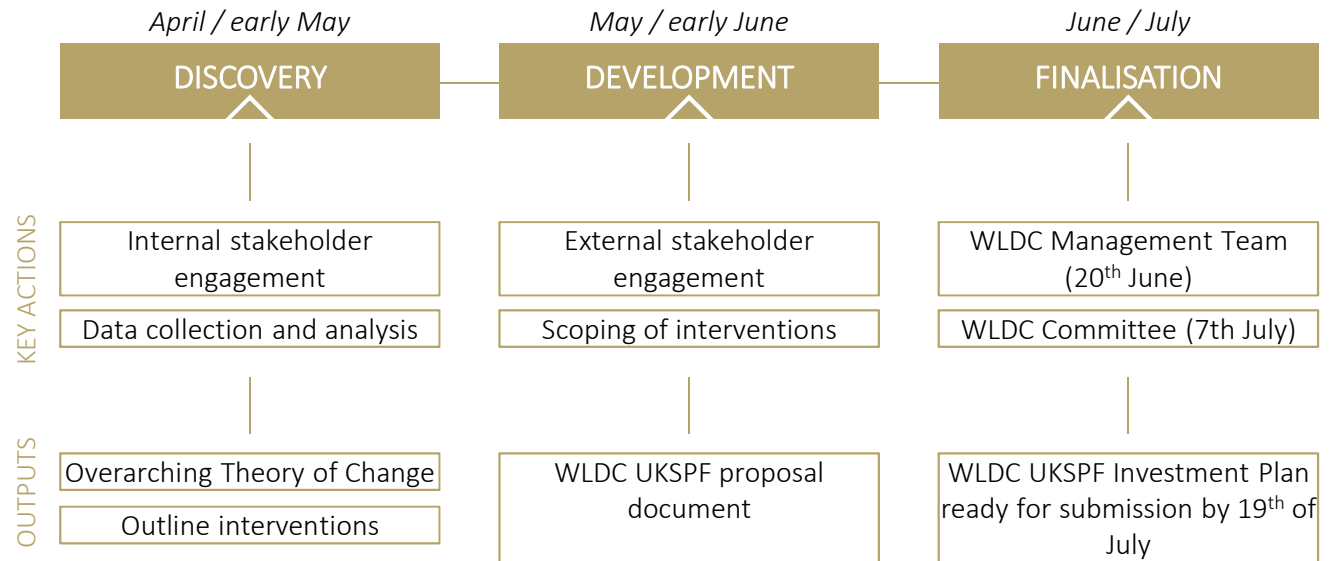 April / early May
May / early June
June / July
DISCOVERY
DEVELOPMENT
FINALISATION
KEY ACTIONS
Internal stakeholder
engagement
External stakeholder
engagement
WLDC Management Team
(20th June)
Data collection and analysis
Scoping of interventions
WLDC Committee (7th July)
OUTPUTS
Overarching Theory of Change
Outline interventions
WLDC UKSPF proposal
document
WLDC UKSPF Investment Plan
ready for submission by 19th of
July